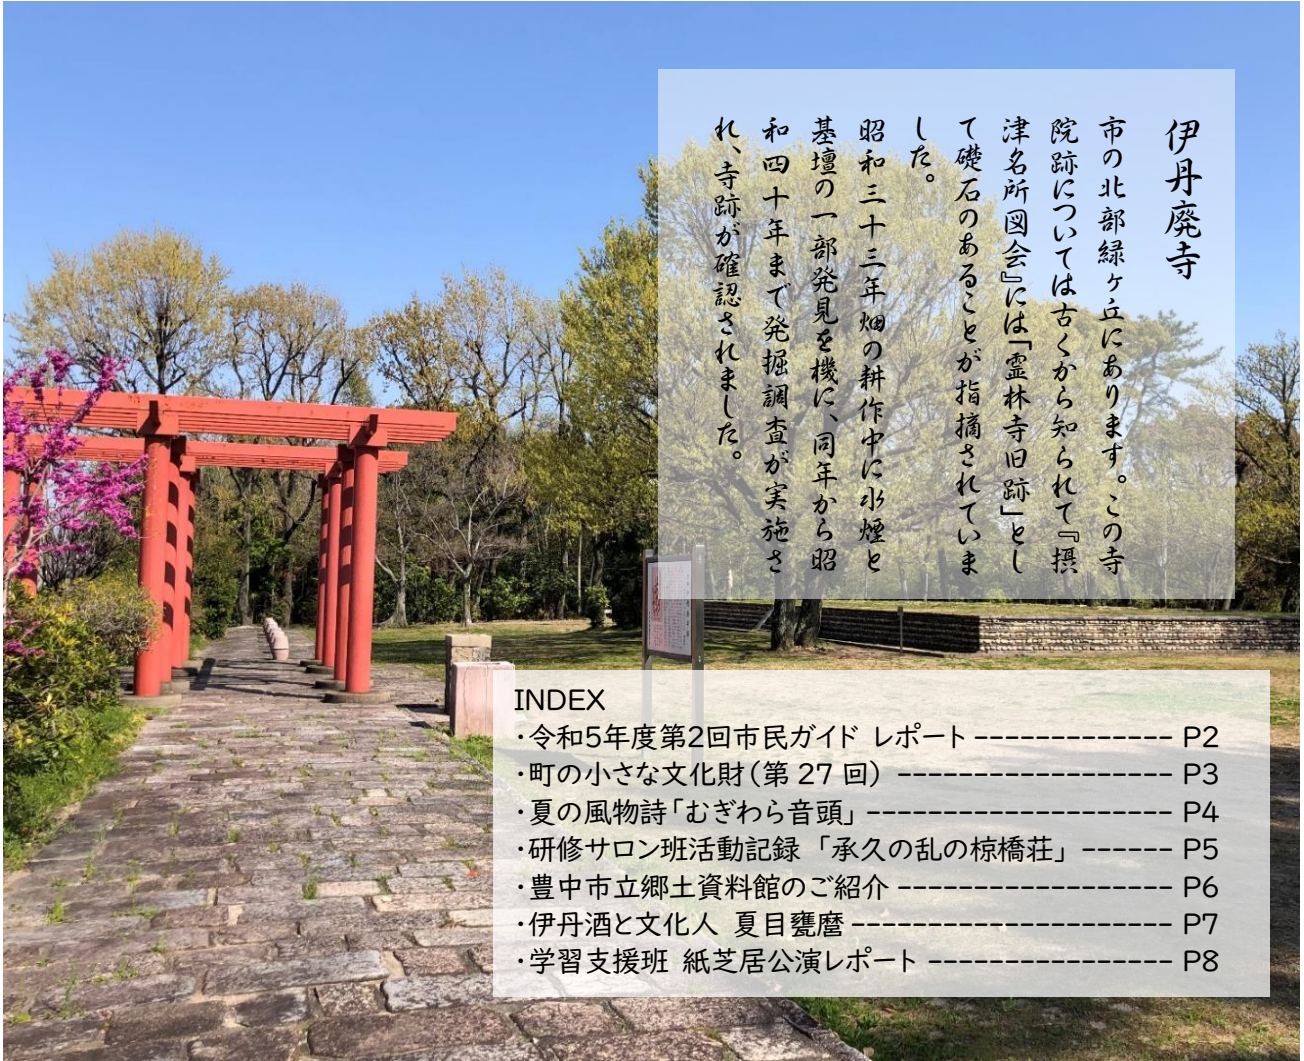 伊丹廃寺
市の北部緑ヶ丘にあります。この寺
院跡については古くから知られて『摂
津名所図会』には「霊林寺旧跡」とし
て礎石のあることが指摘されていま
した。
昭和三十三年畑の耕作中に水煙と
基壇の一部発見を機に、同年から昭
和四十年まで発掘調査が実施さ
れ、寺跡が確認されました。
INDEX
・令和5年度第2回市民ガイド レポート -------------- P2
・町の小さな文化財(第 27 回) ------------------ P3
・夏の風物詩「むぎわら音頭」 -------------------- P4
・研修サロン班活動記録 「承久の乱の椋橋荘」 ------ P5
・豊中市立郷土資料館のご紹介 ------------------ P6
・伊丹酒と文化人 夏目甕麿 --------------------- P7
・学習支援班 紙芝居公演レポート ---------------- P8